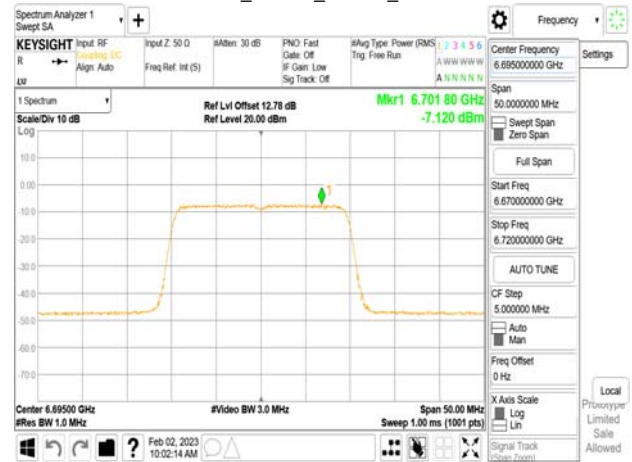 Spectrum Analyzer 1
Swept SA
Frequency
KEYSIGHT
Input: RF
Coupling: DC
Align: Auto
Input Z: 50 Ω
Freq Ref: Int (S)
#Atten: 30 dB
PNO: Fast
Gate: Off
IF Gain: Low
Sig Track: Off
#Avg Type: Power (RMS
Trig: Free Run
1 2 3 4 5 6
A W W W W W
A N N N N N
R
LV
1 Spectrum
Scale/Div 10 dB
Log
Ref Lvl Offset 12.78 dB
Ref Level 20.00 dBm
Mkr1 6.701 80 GHz
-7.120 dBm
10.0
0.00
-10.0
-20.0
-30.0
-40.0
-50.0
-60.0
-70.0
1
Center 6.69500 GHz
#Res BW 1.0 MHz
#Video BW 3.0 MHz
Span 50.00 MHz
Sweep 1.00 ms (1001 pts)
Feb 02, 2023
10:02:14 AM
Center Frequency
6.695000000 GHz
Span
50.0000000 MHz
Swept Span
Zero Span
Full Span
Start Freq
6.670000000 GHz
Stop Freq
6.720000000 GHz
AUTO TUNE
CF Step
5.000000 MHz
Auto
Man
Freq Offset
0 Hz
X Axis Scale
Log
Lin
Signal Track
(Span Zoom)
Settings
Local
Prototype
Limited
Sale
Allowed